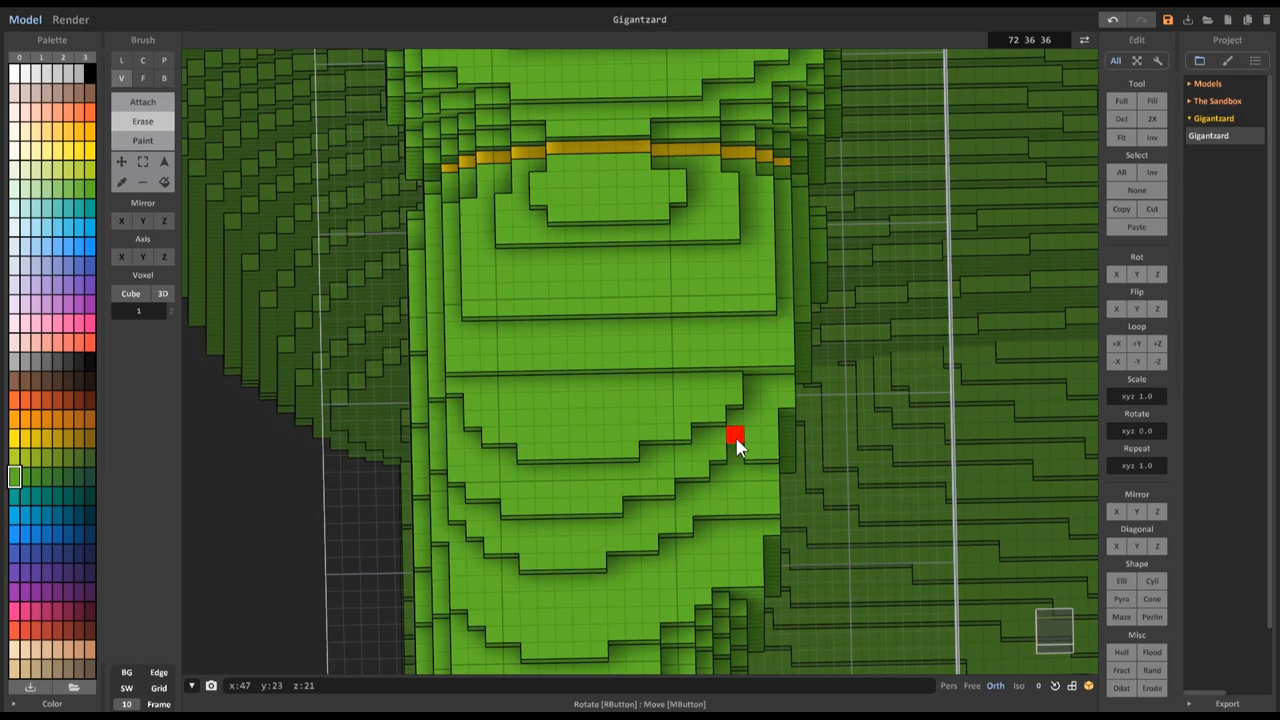 Model Render
Gigantzard
Palette
Brush
72 36 36
Edit
Project
0 1 2 3
L C P
V F B
Attach
Erase
Paint
Mirror
X Y Z
Axis
X Y Z
Voxel
Cube 3D
1
All
Tool
Full Fill
Del 2X
Fit Inv
Select
All Inv
None
Copy Cut
Paste
Rot
X Y Z
Flip
X Y Z
Loop
+X +Y +Z
-X -Y -Z
Scale
xyz 1.0
Rotate
xyz 0.0
Repeat
xyz 1.0
Mirror
X Y Z
Diagonal
X Y Z
Shape
Elli Cyli
Pyra Cone
Maze Perlin
Misc
Hull Flood
Fract Rand
Dilat Erode
Models
The Sandbox
Gigantzard
Gigantzard
BG Edge
SW Grid
10 Frame
x:47 y:23 z:21
Pers Free Orth Iso 0
Color
Rotate [RButton] : Move [MButton]
Export